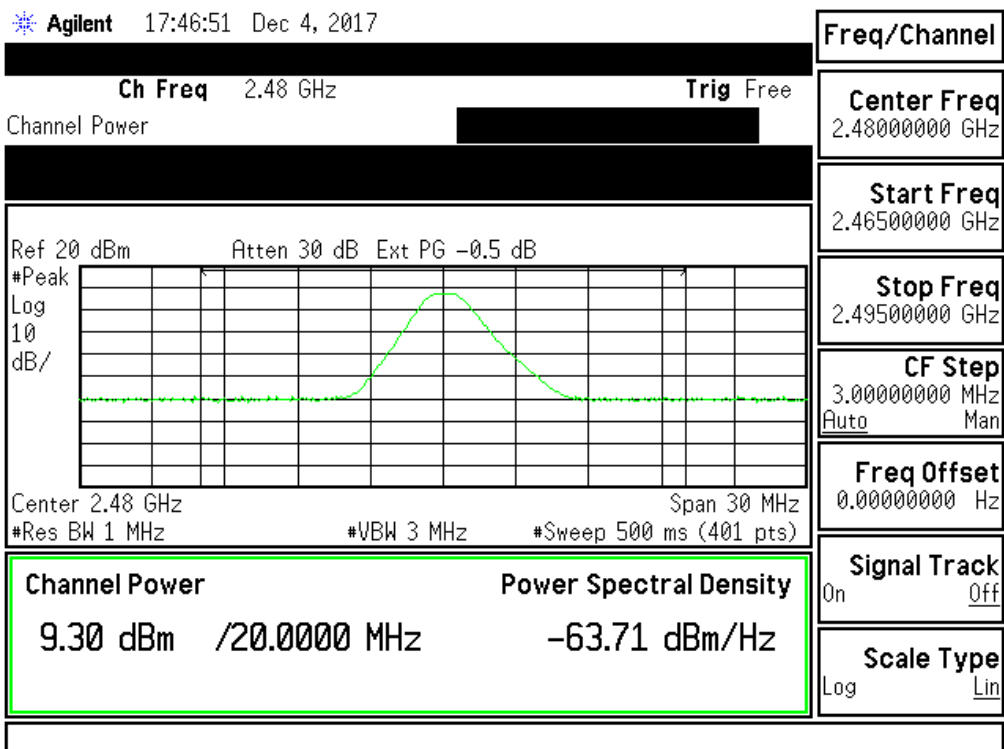 Agilent 17:46:51 Dec 4, 2017
Ch Freq 2.48 GHz Trig Free
Channel Power
Ref 20 dBm Atten 30 dB Ext PG -0.5 dB
#Peak
Log
10
dB/
Center 2.48 GHz Span 30 MHz
#Res BW 1 MHz #VBW 3 MHz #Sweep 500 ms (401 pts)
Channel Power Power Spectral Density
9.30 dBm /20.0000 MHz -63.71 dBm/Hz
Freq/Channel
Center Freq
2.48000000 GHz
Start Freq
2.46500000 GHz
Stop Freq
2.49500000 GHz
CF Step
3.00000000 MHz
Auto Man
Freq Offset
0.00000000 Hz
Signal Track
On Off
Scale Type
Log Lin